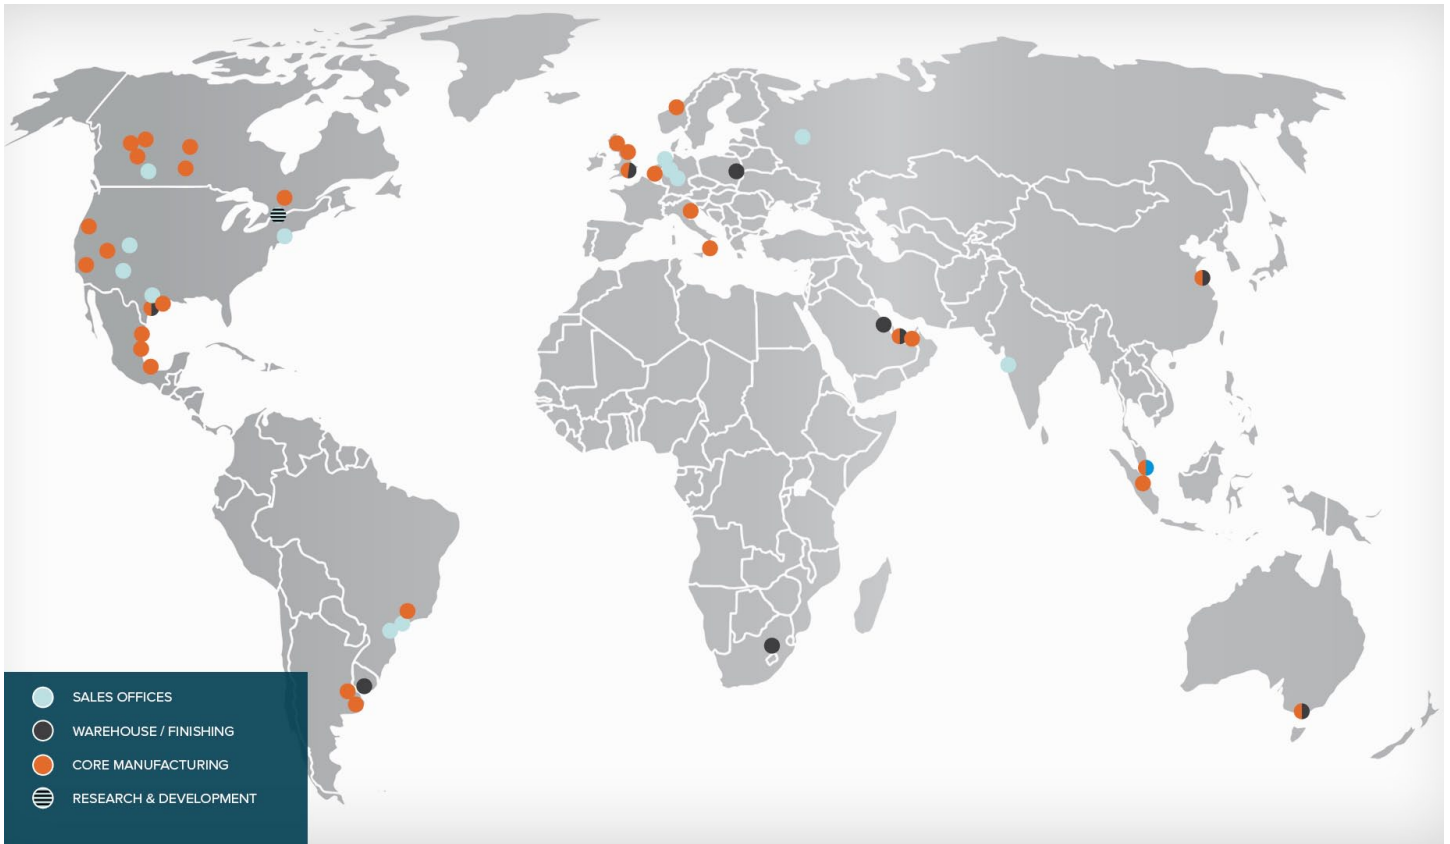 SALES OFFICES
WAREHOUSE / FINISHING
CORE MANUFACTURING
RESEARCH & DEVELOPMENT